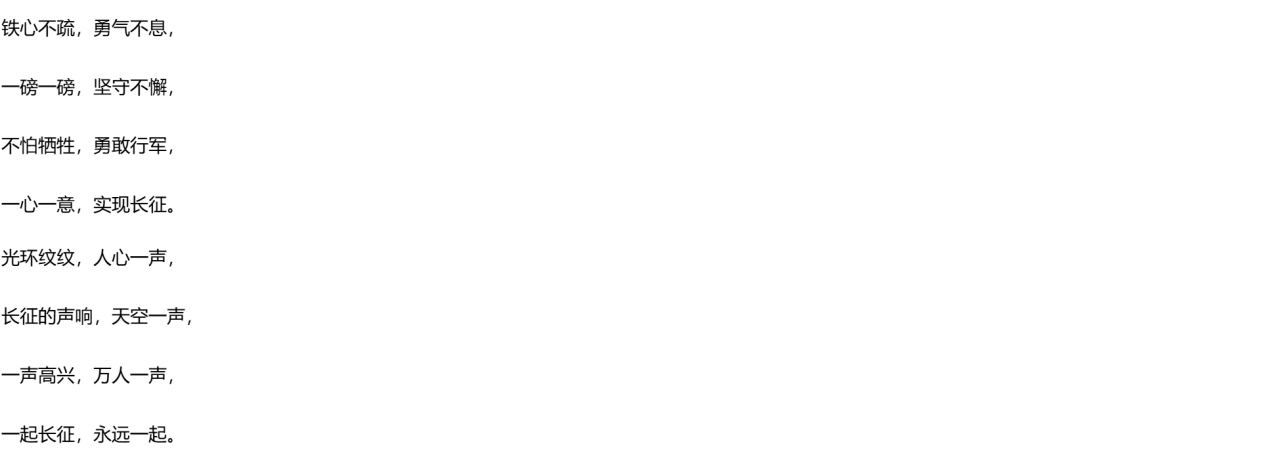 铁心不疏，勇气不息，
一磅一磅，坚守不懈，
不怕牺牲，勇敢行军，
一心一意，实现长征。
光环纹纹，人心一声，
长征的声响，天空一声，
一声高兴，万人一声，
一起长征，永远一起。